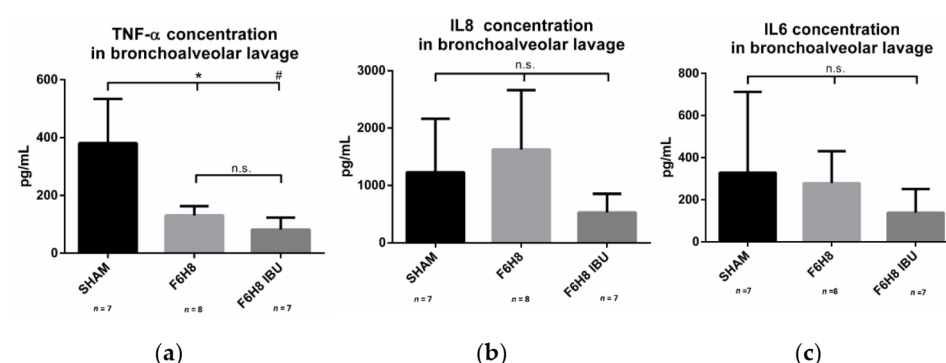 TNF-α concentration
in bronchoalveolar lavage
600
400
200
0
pg/mL
*
#
n.s.
SHAM
F6H8
F6H8 IBU
n = 7
n = 8
n = 7
(a)
IL8 concentration
in bronchoalveolar lavage
3000
2000
1000
0
pg/mL
n.s.
SHAM
F6H8
F6H8 IBU
n = 7
n = 8
n = 7
(b)
IL6 concentration
in bronchoalveolar lavage
800
600
400
200
0
pg/mL
n.s.
SHAM
F6H8
F6H8 IBU
n =7
n =8
n =7
(c)